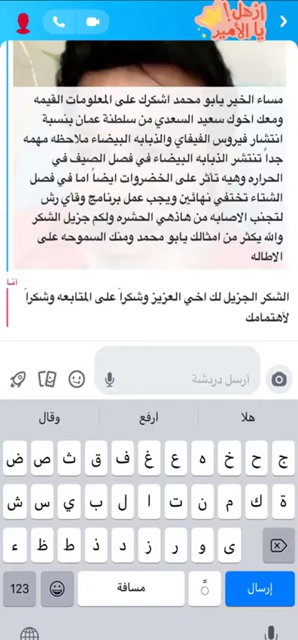 ازهل!
يا الأمير
مساء الخير يابو محمد اشكرك على المعلومات القيمه
ومعك اخوك سعيد السعدي من سلطنة عمان بنسبة
انتشار فيروس الفيفاي والذبابه البيضاء ملاحظه مهمه
جداً تنتشر الذبابه البيضاء في فصل الصيف في
الحراره وهيه تاثر على الخضروات ايضاً اما في فصل
الشتاء تختفي نهائين ويجب عمل برنامج وقاي رش
لتجنب الاصابه من هاذهي الحشره ولكم جزيل الشكر
والله يكثر من امثالك يابو محمد ومنك السموحه على
الاطاله
أنا
الشكر الجزيل لك اخي العزيز وشكراً على المتابعه وشكراً
لأهتمامك
أرسل دردشة
هلا ارفع وقال
ج ح خ ه ع غ ف ق ث ص ض
ة ك م ن ت ا ل ب ي س ش
ى و ر ز د ذ ط ظ ء
إرسال مسافة 123